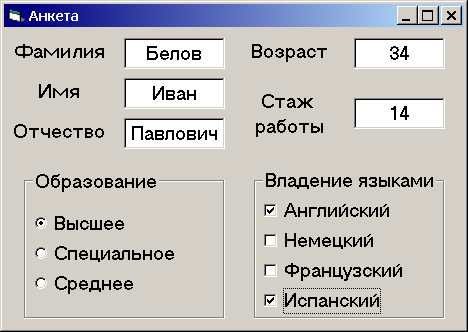 Анкета
Фамилия Белов Возраст 34
Имя Иван
Стаж работы 14
Отчество Павлович
Образование
Высшее
Специальное
Среднее
Владение языками
Английский
Немецкий
Французский
Испанский